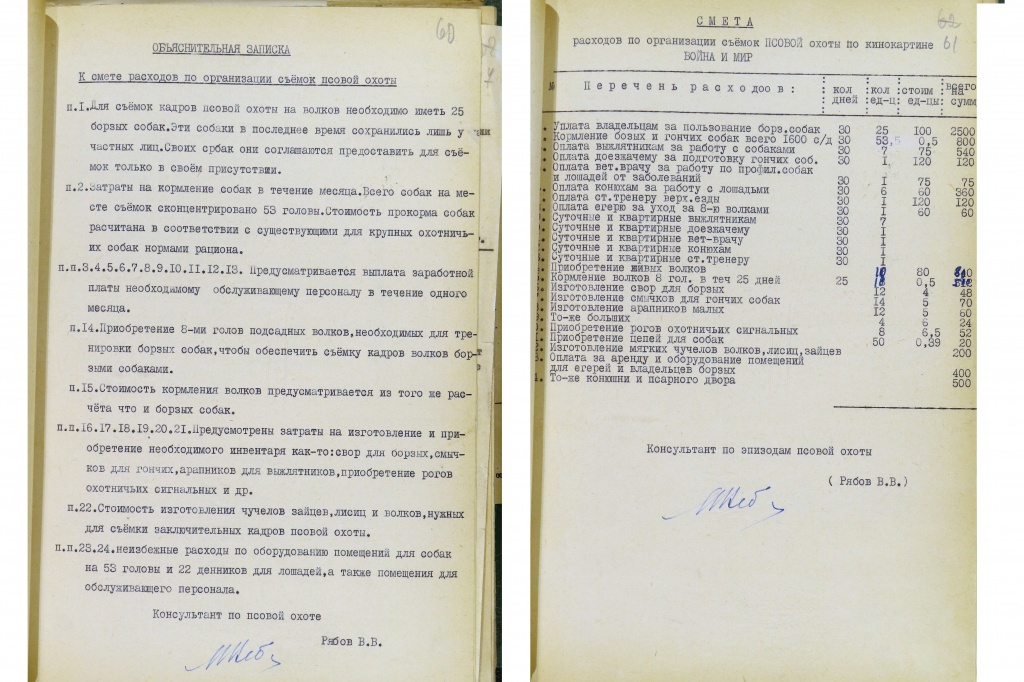 60
ОБЪЯСНИТЕЛЬНАЯ ЗАПИСКА
К смете расходов по организации съёмок псовой охоты
п.I.Для съёмок кадров псовой охоты на волков необходимо иметь 25
борзых собак.Эти собаки в последнее время сохранились лишь у
частных лиц.Своих србак они соглашаются предоставить для съё-
мок только в своём присутствии.
п.2.Затраты на кормление собак в течение месяца.Всего собак на ме-
сте съёмок сконцентрировано 53 головы.Стоимость прокорма собак
расчитана в соответствии с существующими для крупных охотничь-
их собак нормами рациона.
п.п.3.4.5.6.7.8.9.I0.II.I2.I3. Предусматривается выплата заработной
платы необходимому обслуживающему персоналу в течение одного
месяца.
п.I4.Приобретение 8-ми голов подсадных волков,необходимых для тре-
нировки борзых собак,чтобы обеспечить съёмку кадров волков бор-
зыми собаками.
п.I5.Стоимость кормления волков предусматривается из того же рас-
чёта что и борзых собак.
п.п.I6.I7.I8.I9.20.2I.Предусмотрены затраты на изготовление и при-
обретение необходимого инвентаря как-то:свор для борзых,смыч-
ков для гончих,арапников для выжлятников,приобретение рогов
охотничьих сигнальных и др.
п.22.Стоимость изготовления чучелов зайцев,лисиц и волков,нужных
для съёмки заключительных кадров псовой охоты.
п.п.23.24.неизбежные расходы по оборудованию помещений для собак
на 53 головы и 22 денников для лошадей,а также помещения для
обслуживающего персонала.
Консультант по псовой охоте
Рябов В.В.
СМЕТА
62
расходов по организации съёмок ПСОВОЙ охоты по кинокартине 61
ВОЙНА И МИР
№ Перечень расходов: кол дней кол ед-ц: стоим ед-цы: всего на сумм
Уплата владельцам за пользование борз.собак 30 25 I00 2500
Кормление бозых и гончих собак всего I600 с/д 30 53,5 0,5 800
Оплата выжлятникам за работу с собаками 30 7 75 540
Оплата доезжачему за подготовку гончих соб. 30 I I20 I20
Оплата вет.врачу за работу по профил.собак
и лошадей от заболеваний 30 I 75 75
Оплата конюхам за работу с лошадьми 30 6 60 360
Оплата ст.тренеру верх.езды 30 I I20 I20
Оплата егерю за уход за 8-ю волками 30 I 60 60
Суточные и квартирные выжлятникам 30 7
Суточные и квартирные доезжачему 30 I
Суточные и квартирные вет-врачу 30 I
Суточные и квартирные конюхам 30 I
Суточные и квартирные ст.тренеру 30 I
Приобретение живых волков 80
Кормление волков 8 гол. в теч 25 дней 25 0,5
Изготовление свор для борзых I2 4 48
Изготовление смычков для гончих собак I4 5 70
Изготовление арапников малых I2 5 60
То-же больших 4 6 24
Приобретение рогов охотничьих сигнальных 8 6,5 52
Приобретение цепей для собак 50 0,39 20
Изготовление мягких чучелов волков,лисиц,зайцев 200
Оплата за аренду и оборудование помещений
для егерей и владельцев борзых 400
То-же конюшни и псарного двора 500
Консультант по эпизодам псовой охоты
( Рябов В.В.)